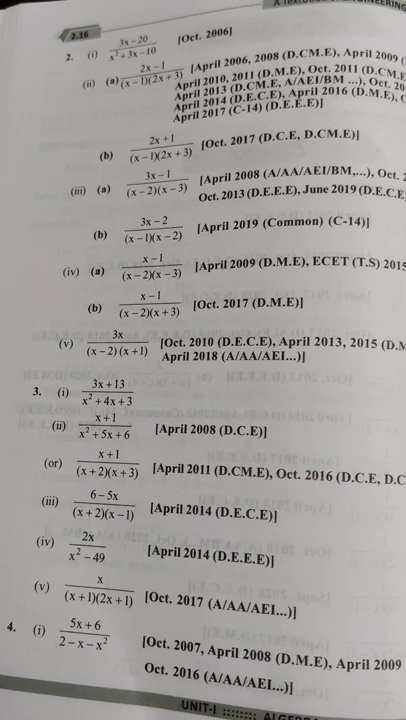 A TEXTBOOK OF ENGINEERING
2.16
2. (i) (3x−20)/(x²+3x−10) [Oct. 2006]
(ii) (a) (2x−1)/((x−1)(2x+3)) [April 2006, 2008 (D.CM.E), April 2009
April 2010, 2011 (D.M.E), Oct. 2011 (D.CM.E
April 2013 (D.CM.E, A/AEI/BM ...), Oct. 20
April 2014 (D.E.C.E), April 2016 (D.M.E),
April 2017 (C-14) (D.E.E.E)]
(b) (2x+1)/((x−1)(2x+3)) [Oct. 2017 (D.C.E, D.CM.E)]
(iii) (a) (3x−1)/((x−2)(x−3)) [April 2008 (A/AA/AEI/BM,...), Oct. 2
Oct. 2013 (D.E.E.E), June 2019 (D.E.C.E
(b) (3x−2)/((x−1)(x−2)) [April 2019 (Common) (C-14)]
(iv) (a) (x−1)/((x−2)(x−3)) [April 2009 (D.M.E), ECET (T.S) 2015
(b) (x−1)/((x−2)(x+3)) [Oct. 2017 (D.M.E)]
(v) 3x/((x−2)(x+1)) [Oct. 2010 (D.E.C.E), April 2013, 2015 (D.M
April 2018 (A/AA/AEI...)]
3. (i) (3x+13)/(x²+4x+3)
(ii) (x+1)/(x²+5x+6) [April 2008 (D.C.E)]
(or) (x+1)/((x+2)(x+3)) [April 2011 (D.CM.E), Oct. 2016 (D.C.E, D.C
(iii) (6−5x)/((x+2)(x−1)) [April 2014 (D.E.C.E)]
(iv) 2x/(x²−49) [April 2014 (D.E.E.E)]
(v) x/((x+1)(2x+1)) [Oct. 2017 (A/AA/AEI...)]
4. (i) (5x+6)/(2−x−x²) [Oct. 2007, April 2008 (D.M.E), April 2009
Oct. 2016 (A/AA/AEI...)]
UNIT-I :::::::: ALGEBRA